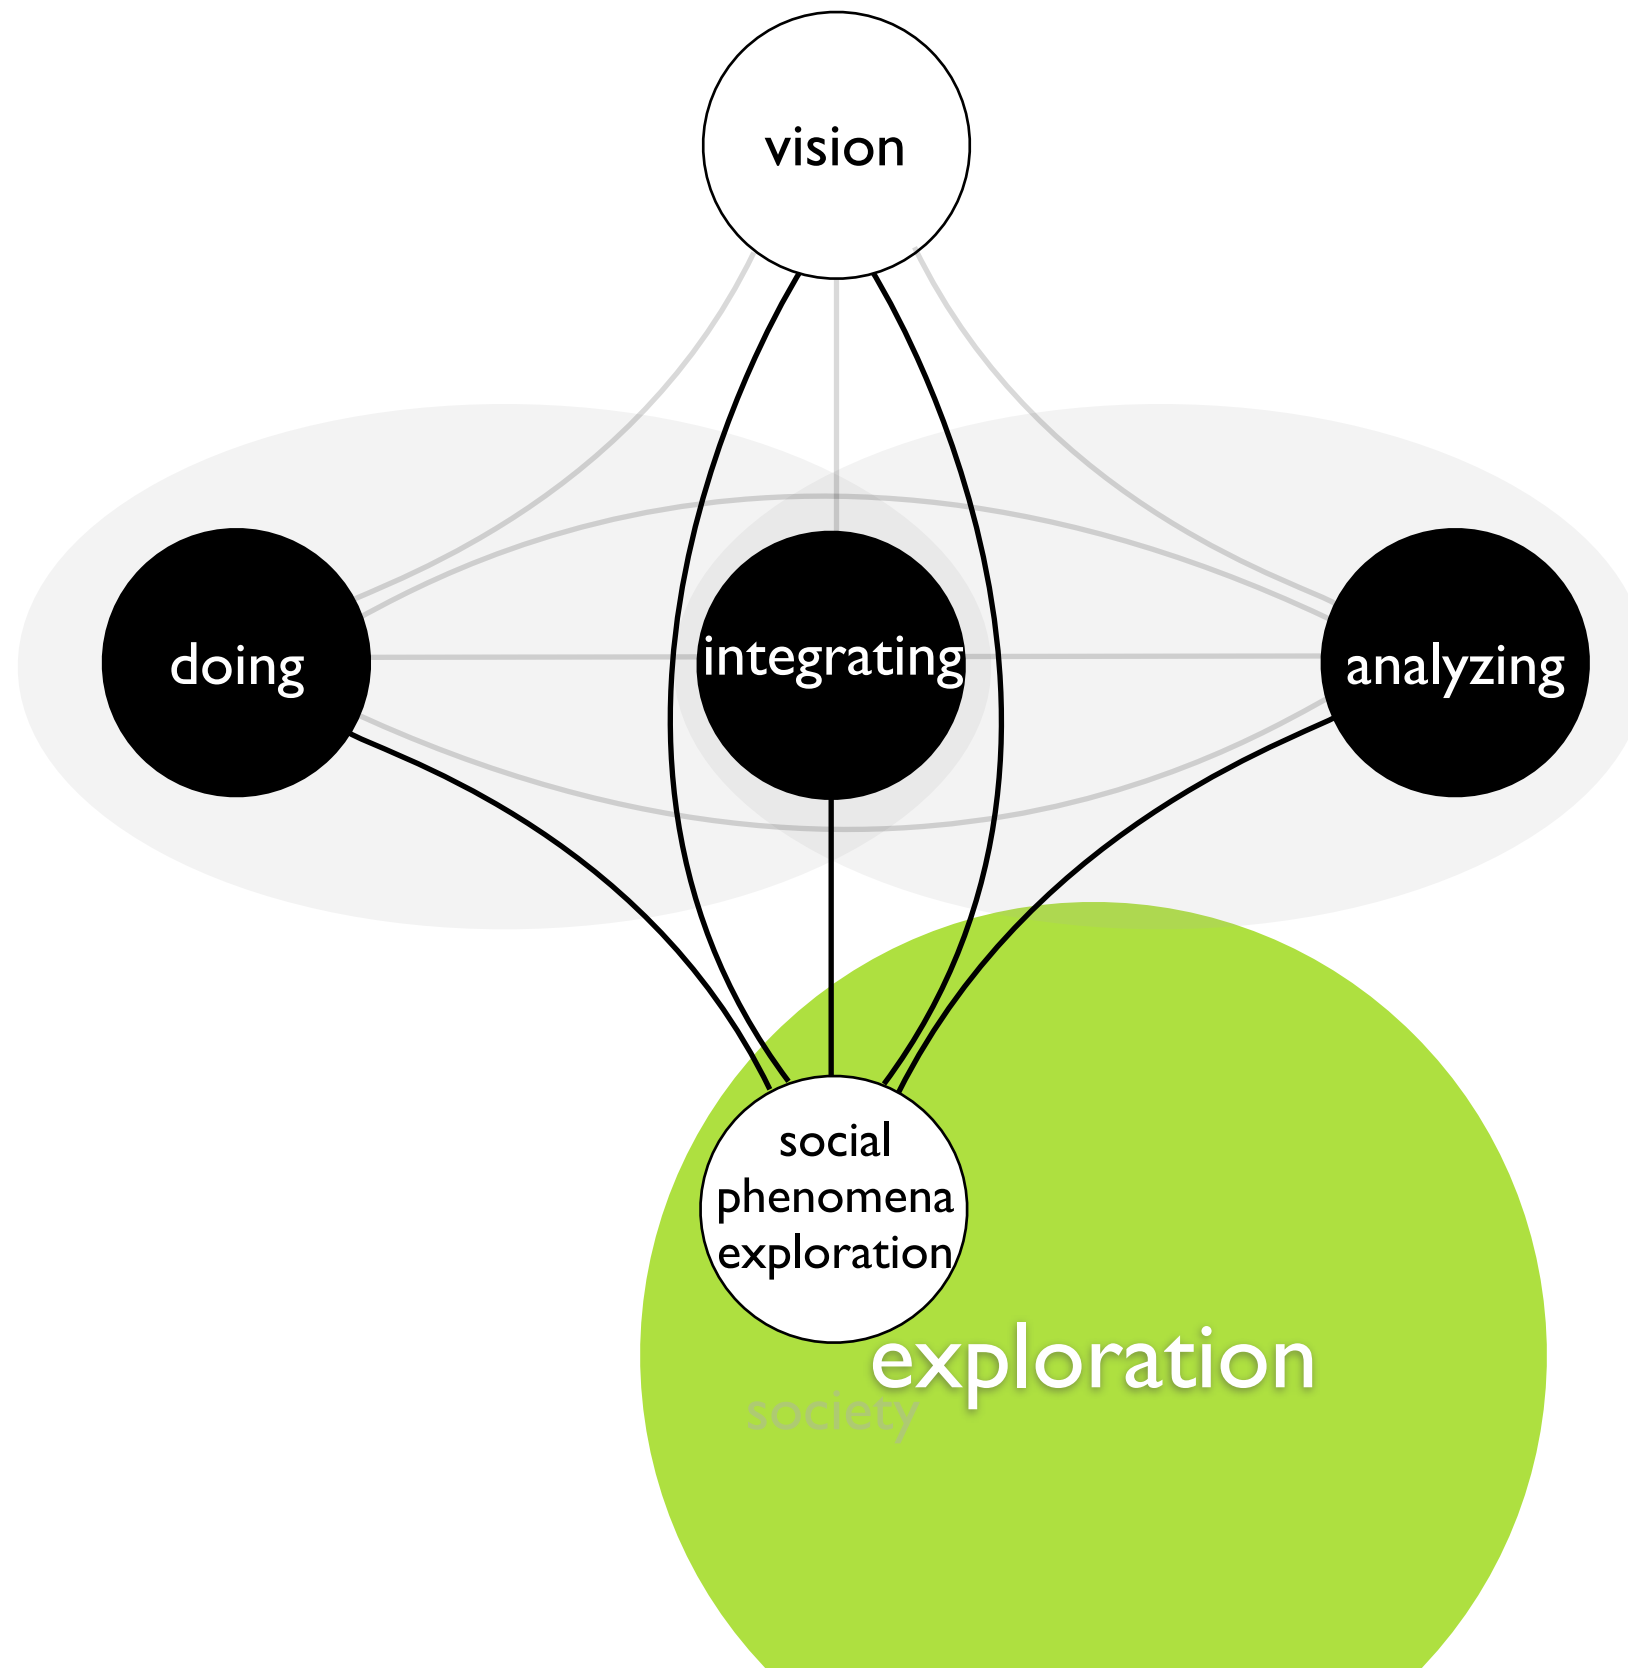 vision
doing
integrating
analyzing
social
phenomena
exploration
exploration
society